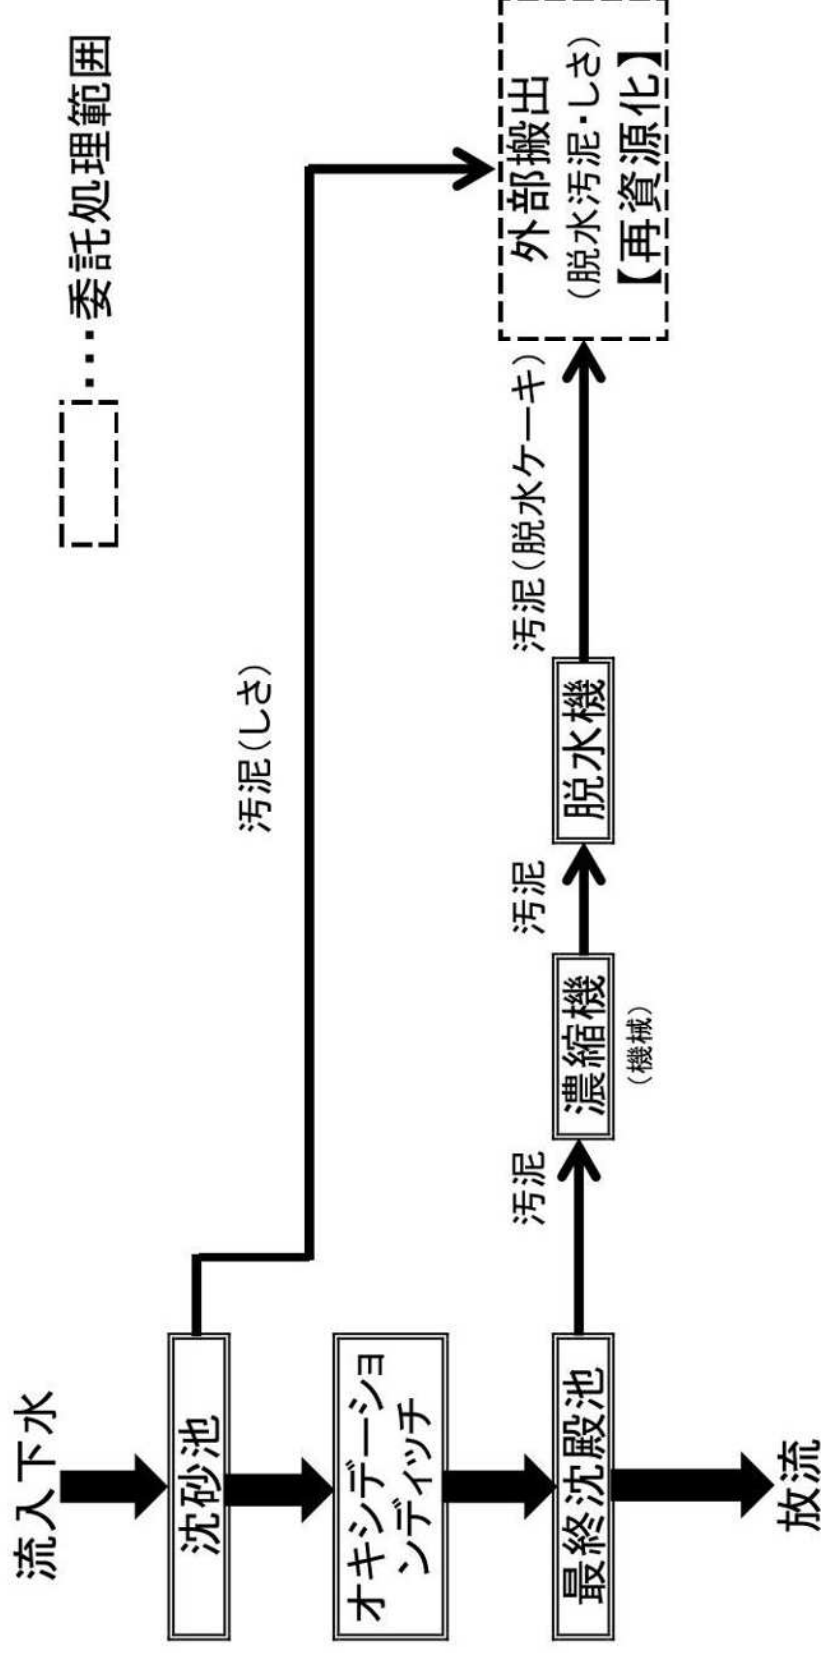 流入下水
沈砂池
オキシデーショ
ンディッチ
最終沈殿池
放流
汚泥(しさ)
汚泥
濃縮機
(機械)
汚泥
脱水機
汚泥(脱水ケーキ)
外部搬出
(脱水汚泥・しさ)
【再資源化】
・・・委託処理範囲